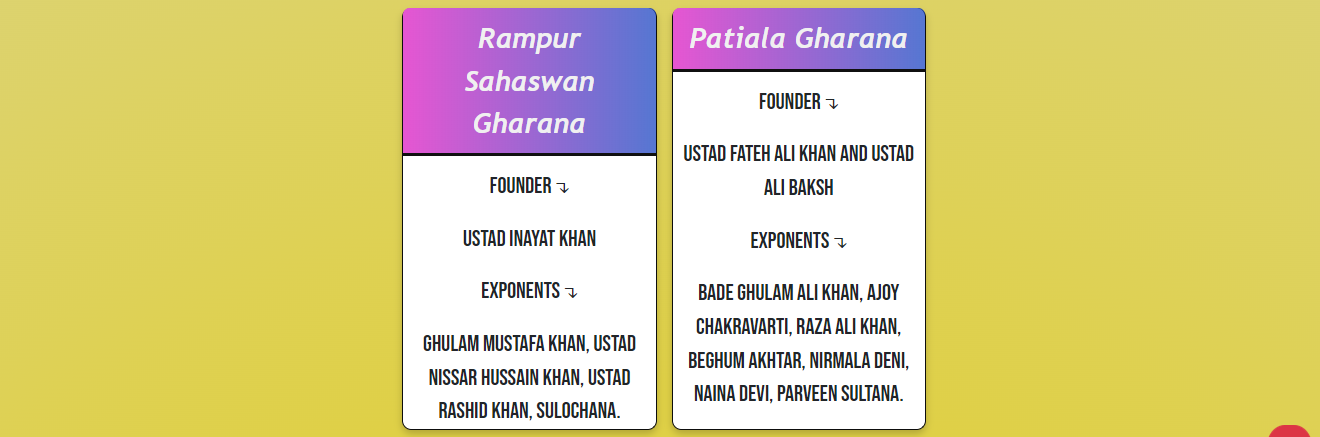 Rampur
Sahaswan
Gharana
FOUNDER ↴
USTAD INAYAT KHAN
EXPONENTS ↴
GHULAM MUSTAFA KHAN, USTAD
NISSAR HUSSAIN KHAN, USTAD
RASHID KHAN, SULOCHANA.
Patiala Gharana
FOUNDER ↴
USTAD FATEH ALI KHAN AND USTAD
ALI BAKSH
EXPONENTS ↴
BADE GHULAM ALI KHAN, AJOY
CHAKRAVARTI, RAZA ALI KHAN,
BEGHUM AKHTAR, NIRMALA DENI,
NAINA DEVI, PARVEEN SULTANA.